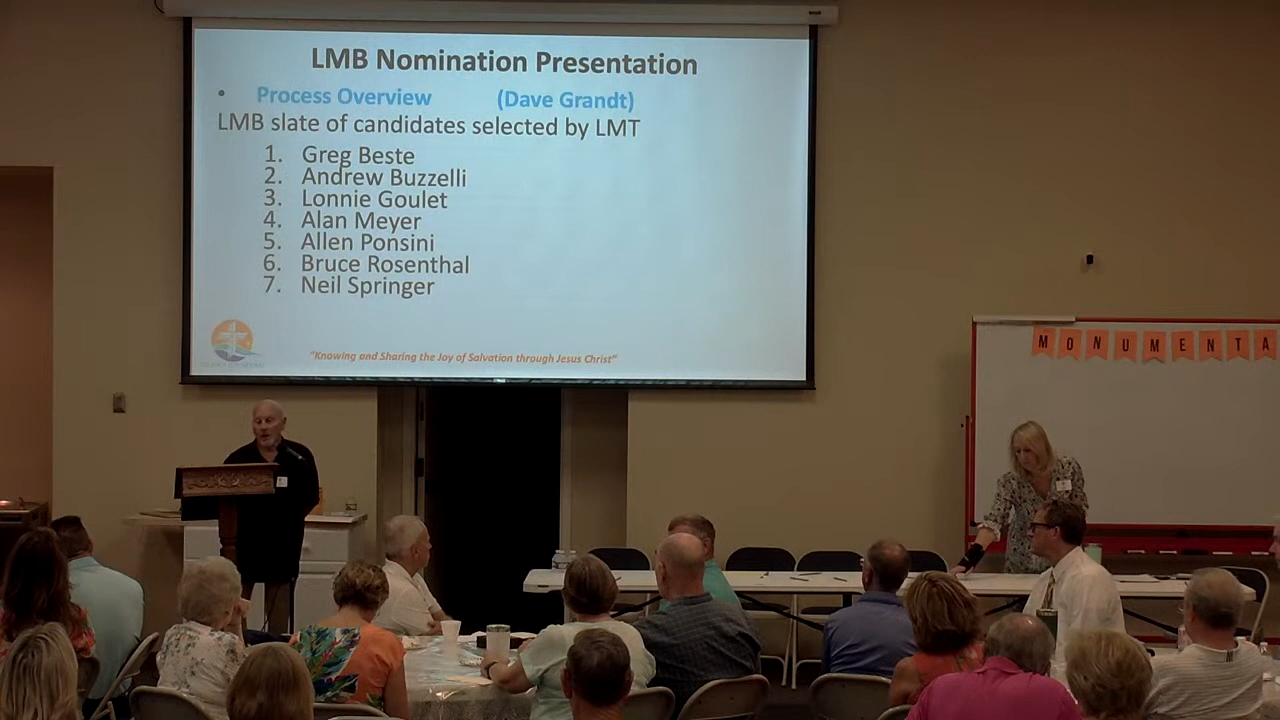 LMB Nomination Presentation
• Process Overview (Dave Grandt)
LMB slate of candidates selected by LMT
1. Greg Beste
2. Andrew Buzzelli
3. Lonnie Goulet
4. Alan Meyer
5. Allen Ponsini
6. Bruce Rosenthal
7. Neil Springer
"Knowing and Sharing the Joy of Salvation through Jesus Christ"
MONUMENTA